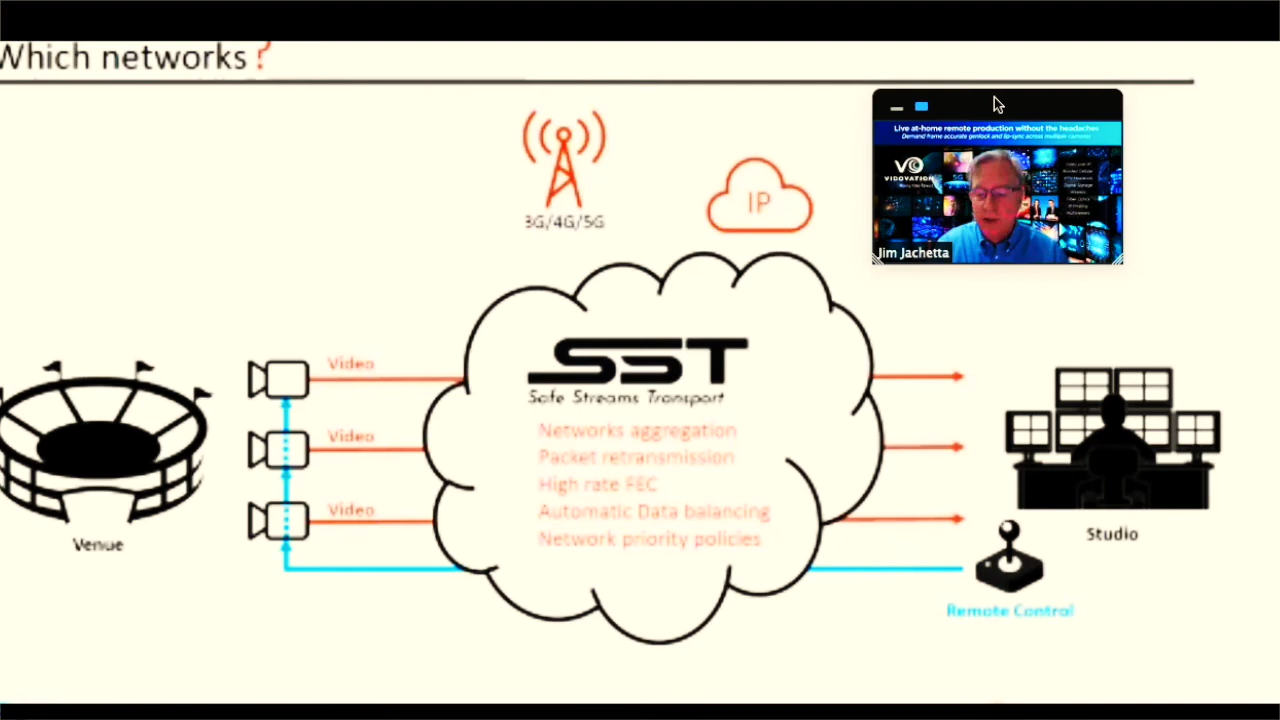 Which networks ?
3G/4G/5G
IP
Live at-home remote production without the headaches
Demand frame accurate genlock and lip-sync across multiple cameras
VO
VIDOVATION
Jim Jachetta
SST
Safe Streams Transport
Networks aggregation
Packet retransmission
High rate FEC
Automatic Data balancing
Network priority policies
Video
Video
Video
Venue
Studio
Remote Control